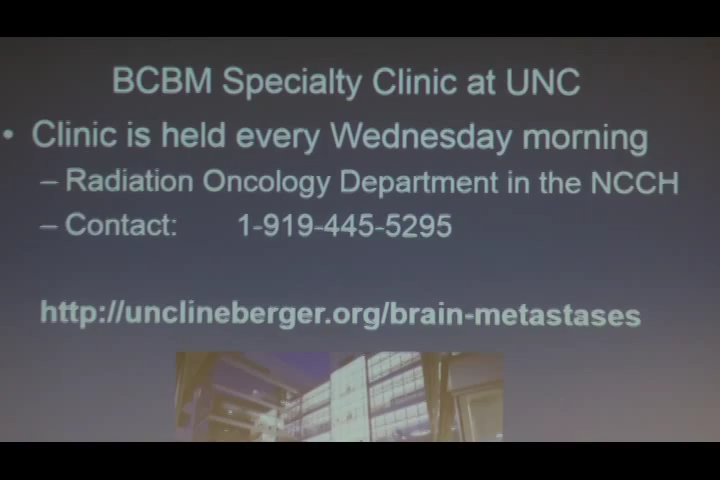 BCBM Specialty Clinic at UNC
• Clinic is held every Wednesday morning
– Radiation Oncology Department in the NCCH
– Contact: 1-919-445-5295
http://unclineberger.org/brain-metastases